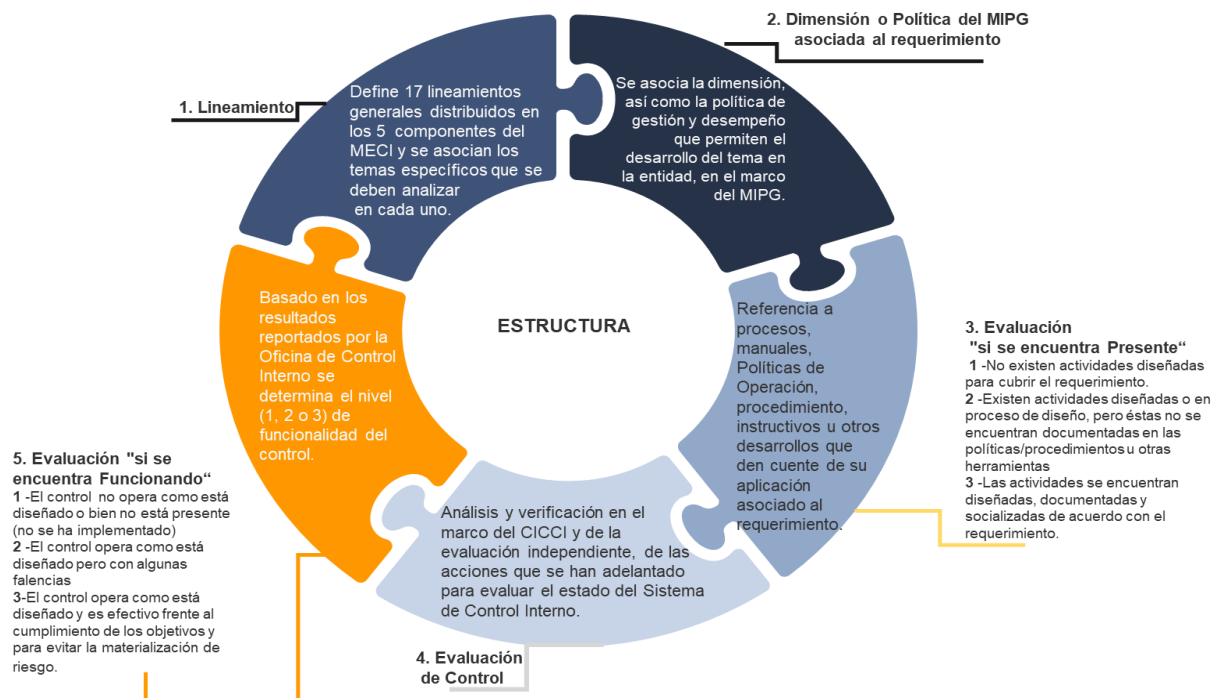 2. Dimensión o Política del MIPG
asociada al requerimiento
1. Lineamiento
Define 17 lineamientos
generales distribuidos en
los 5 componentes del
MECI y se asocian los
temas específicos que se
deben analizar
en cada uno.
Se asocia la dimensión,
así como la política de
gestión y desempeño
que permiten el
desarrollo del tema en
la entidad, en el marco
del MIPG.
ESTRUCTURA
Referencia a
procesos,
manuales,
Políticas de
Operación,
procedimiento,
instructivos u otros
desarrollos que
den cuente de su
aplicación
asociado al
requerimiento.
3. Evaluación
"si se encuentra Presente“
1 -No existen actividades diseñadas
para cubrir el requerimiento.
2 -Existen actividades diseñadas o en
proceso de diseño, pero éstas no se
encuentran documentadas en las
políticas/procedimientos u otras
herramientas
3 -Las actividades se encuentran
diseñadas, documentadas y
socializadas de acuerdo con el
requerimiento.
Análisis y verificación en el
marco del CICCI y de la
evaluación independiente, de las
acciones que se han adelantado
para evaluar el estado del Sistema
de Control Interno.
4. Evaluación
de Control
Basado en los
resultados
reportados por la
Oficina de Control
Interno se
determina el nivel
(1, 2 o 3) de
funcionalidad del
control.
5. Evaluación "si se
encuentra Funcionando“
1 -El control no opera como está
diseñado o bien no está presente
(no se ha implementado)
2 -El control opera como está
diseñado pero con algunas
falencias
3-El control opera como está
diseñado y es efectivo frente al
cumplimiento de los objetivos y
para evitar la materialización de
riesgo.